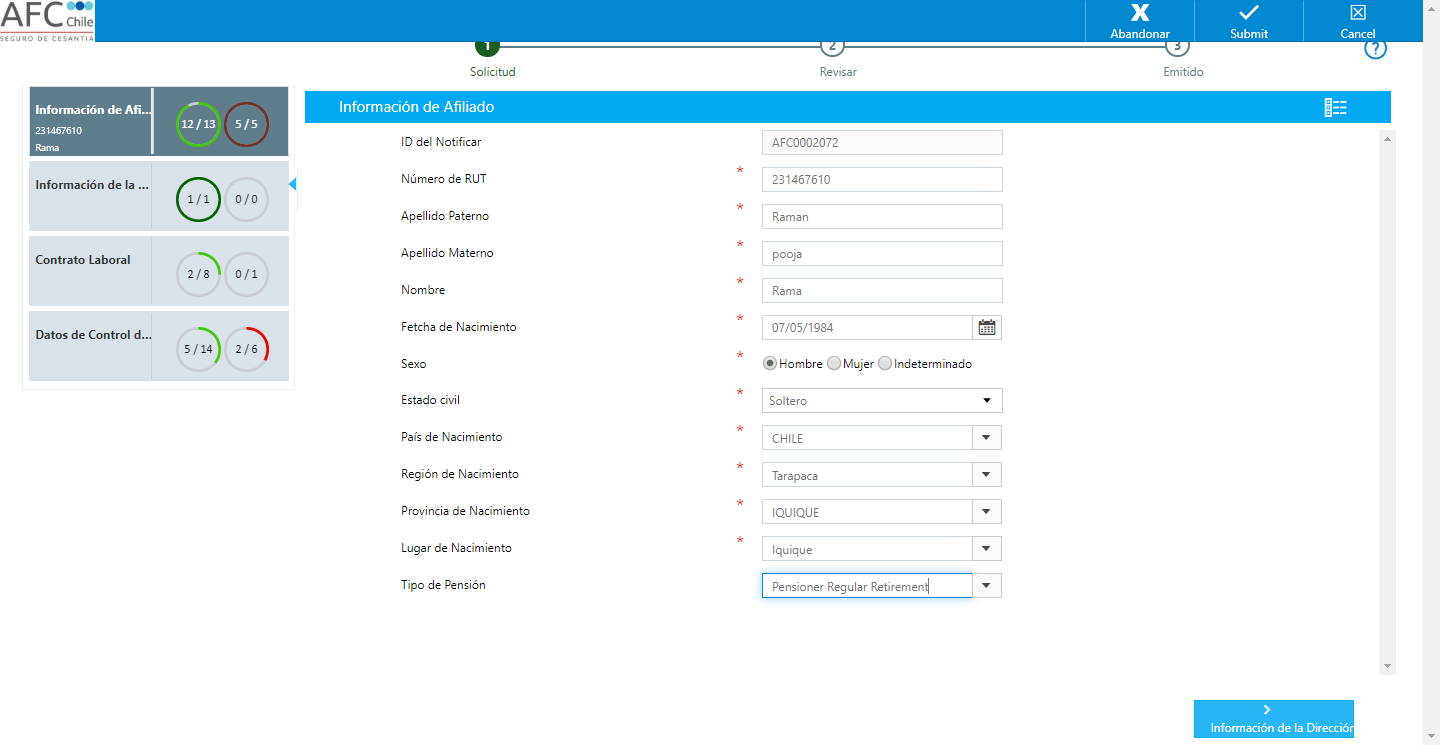 AFC Chile
SEGURO DE CESANTIA
Abandonar
Submit
Cancel
1
2
3
?
Solicitud
Revisar
Emitido
Información de Afi...
231467610
Rama
12 / 13
5 / 5
Información de la ...
1 / 1
0 / 0
Contrato Laboral
2 / 8
0 / 1
Datos de Control d...
5 / 14
2 / 6
Información de Afiliado
ID del Notificar
AFC0002072
Número de RUT
*
231467610
Apellido Paterno
*
Raman
Apellido Materno
*
pooja
Nombre
*
Rama
Fetcha de Nacimiento
*
07/05/1984
Sexo
*
Hombre Mujer Indeterminado
Estado civil
*
Soltero
País de Nacimiento
*
CHILE
Región de Nacimiento
*
Tarapaca
Provincia de Nacimiento
*
IQUIQUE
Lugar de Nacimiento
*
Iquique
Tipo de Pensión
Pensioner Regular Retirement
Información de la Dirección